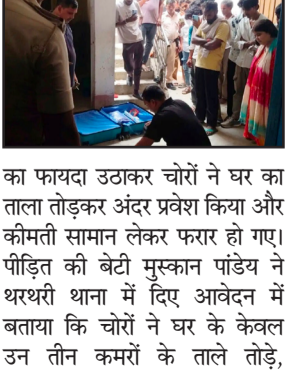 का फायदा उठाकर चोरों ने घर का
ताला तोड़कर अंदर प्रवेश किया और
कीमती सामान लेकर फरार हो गए।
पीड़ित की बेटी मुस्कान पांडेय ने
थरथरी थाना में दिए आवेदन में
बताया कि चोरों ने घर के केवल
उन तीन कमरों के ताले तोड़े,